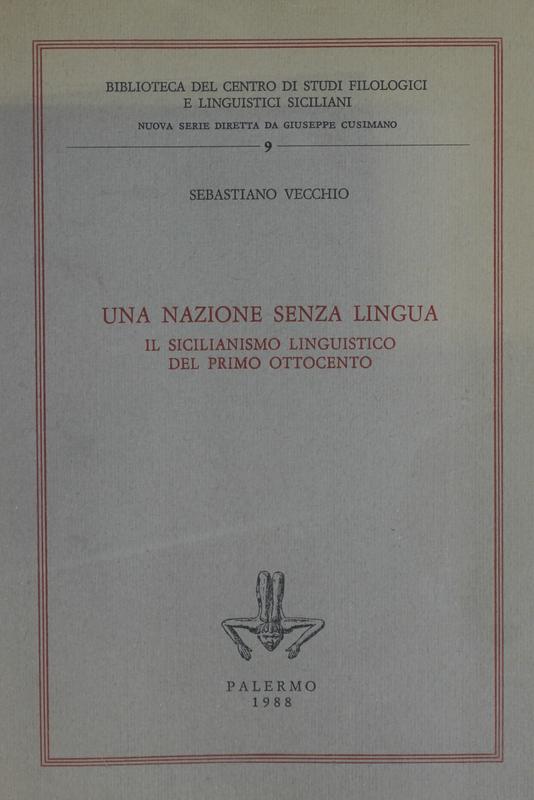 BIBLIOTECA DEL CENTRO DI STUDI FILOLOGICI
E LINGUISTICI SICILIANI
NUOVA SERIE DIRETTA DA GIUSEPPE CUSIMANO
9
SEBASTIANO VECCHIO
UNA NAZIONE SENZA LINGUA
IL SICILIANISMO LINGUISTICO
DEL PRIMO OTTOCENTO
PALERMO
1988